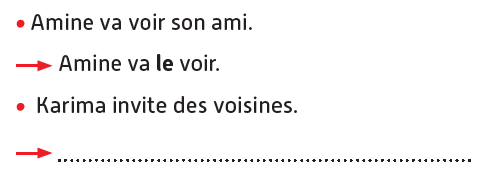 • Amine va voir son ami.
→ Amine va le voir.
• Karima invite des voisines.
→ ..........................................................................